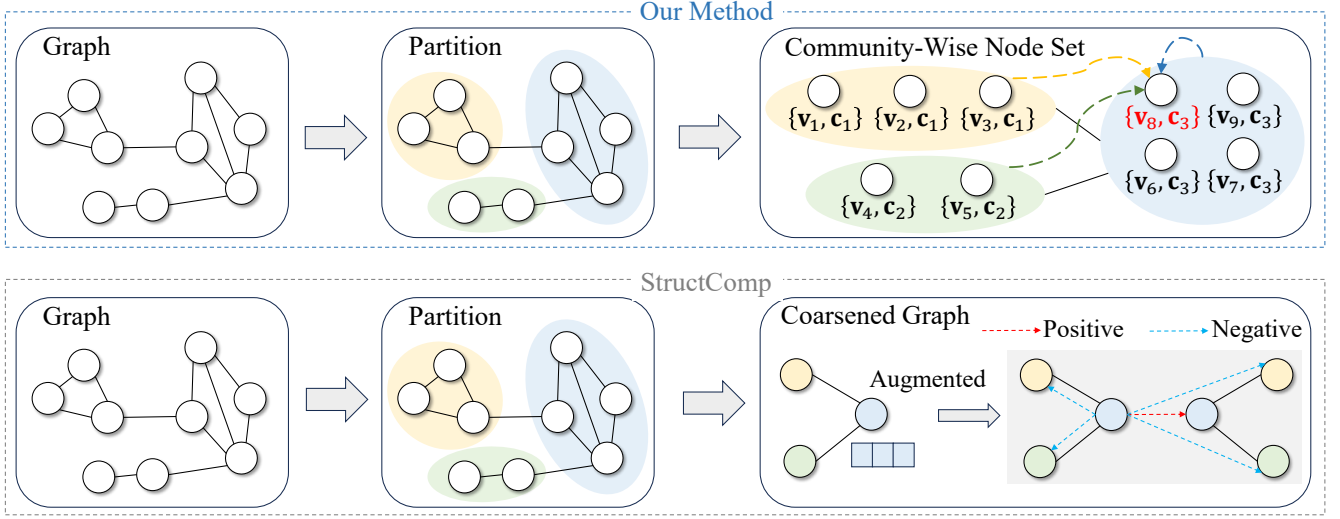 Our Method
Graph
Partition
Community-Wise Node Set
{v₁, c₁} {v₂, c₁} {v₃, c₁}
{v₈, c₃} {v₉, c₃}
{v₄, c₂} {v₅, c₂}
{v₆, c₃} {v₇, c₃}
StructComp
Graph
Partition
Coarsened Graph
Positive
Negative
Augmented